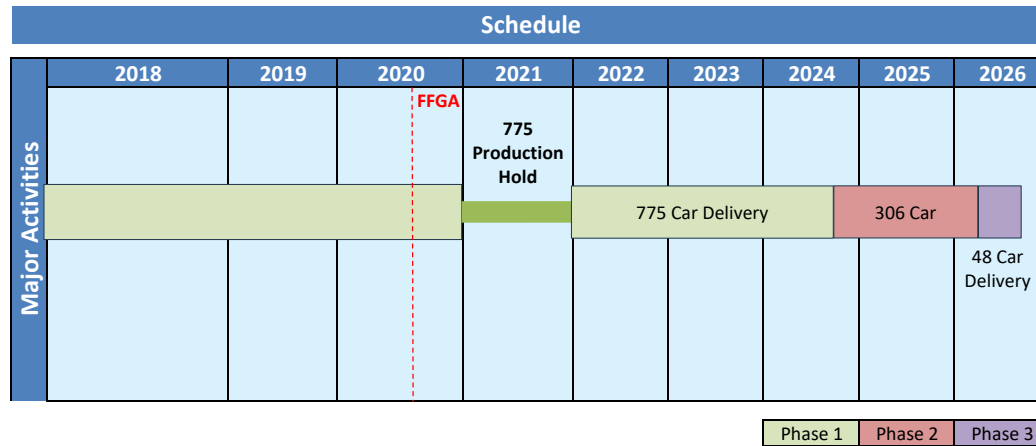 Schedule
2018 2019 2020 2021 2022 2023 2024 2025 2026
Major Activities
FFGA
775
Production
Hold
775 Car Delivery
306 Car
48 Car
Delivery
Phase 1 Phase 2 Phase 3